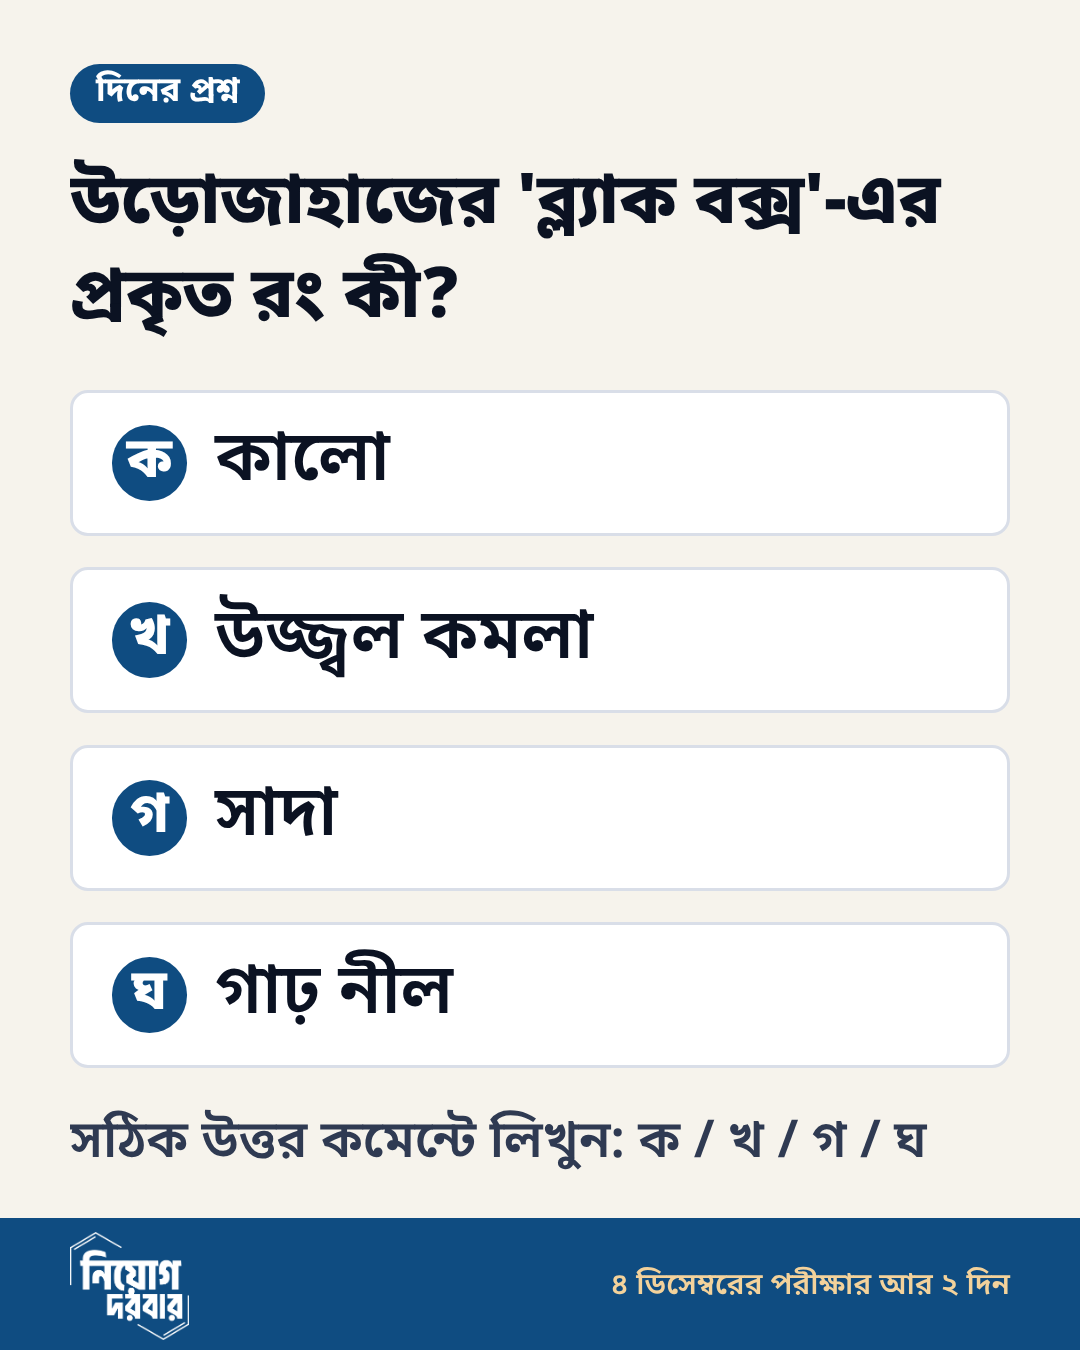 দিনের প্রশ্ন
উড়োজাহাজের 'ব্ল্যাক বক্স'-এর
প্রকৃত রং কী?
ক কালো
খ উজ্জ্বল কমলা
গ সাদা
ঘ গাঢ় নীল
সঠিক উত্তর কমেন্টে লিখুন: ক / খ / গ / ঘ
নিয়োগ
দরবার
৪ ডিসেম্বরের পরীক্ষার আর ২ দিন